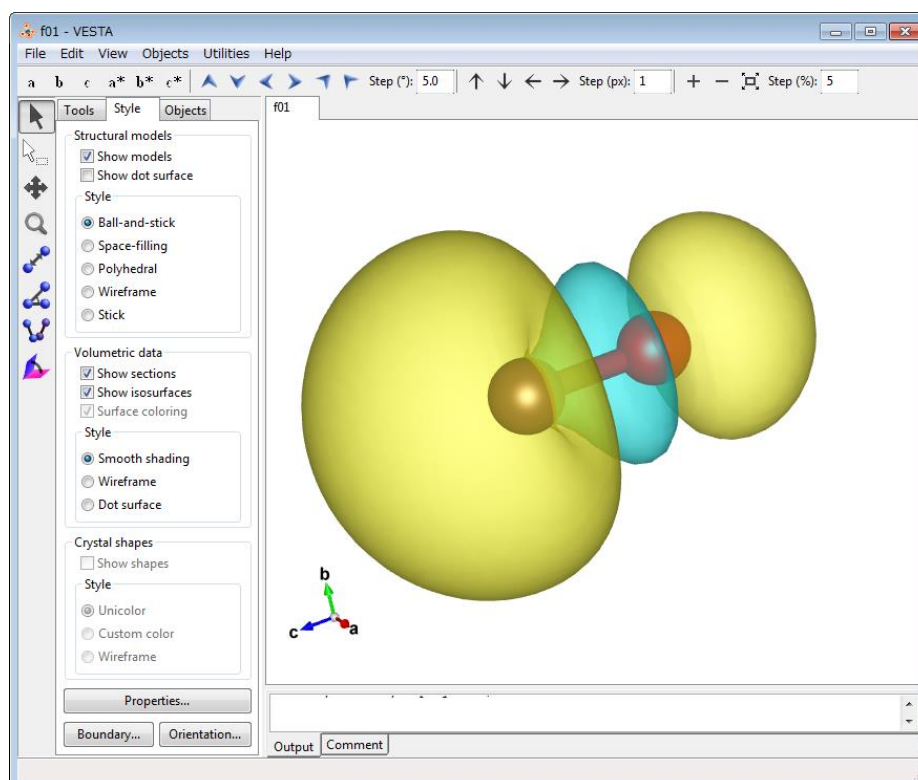 f01 - VESTA
File Edit View Objects Utilities Help
a b c a* b* c* Step (°): 5.0 Step (px): 1 Step (%): 5
Tools Style Objects f01
Structural models
Show models
Show dot surface
Style
Ball-and-stick
Space-filling
Polyhedral
Wireframe
Stick
Volumetric data
Show sections
Show isosurfaces
Surface coloring
Style
Smooth shading
Wireframe
Dot surface
Crystal shapes
Show shapes
Style
Unicolor
Custom color
Wireframe
b
c a
Properties...
Boundary... Orientation...
Output Comment